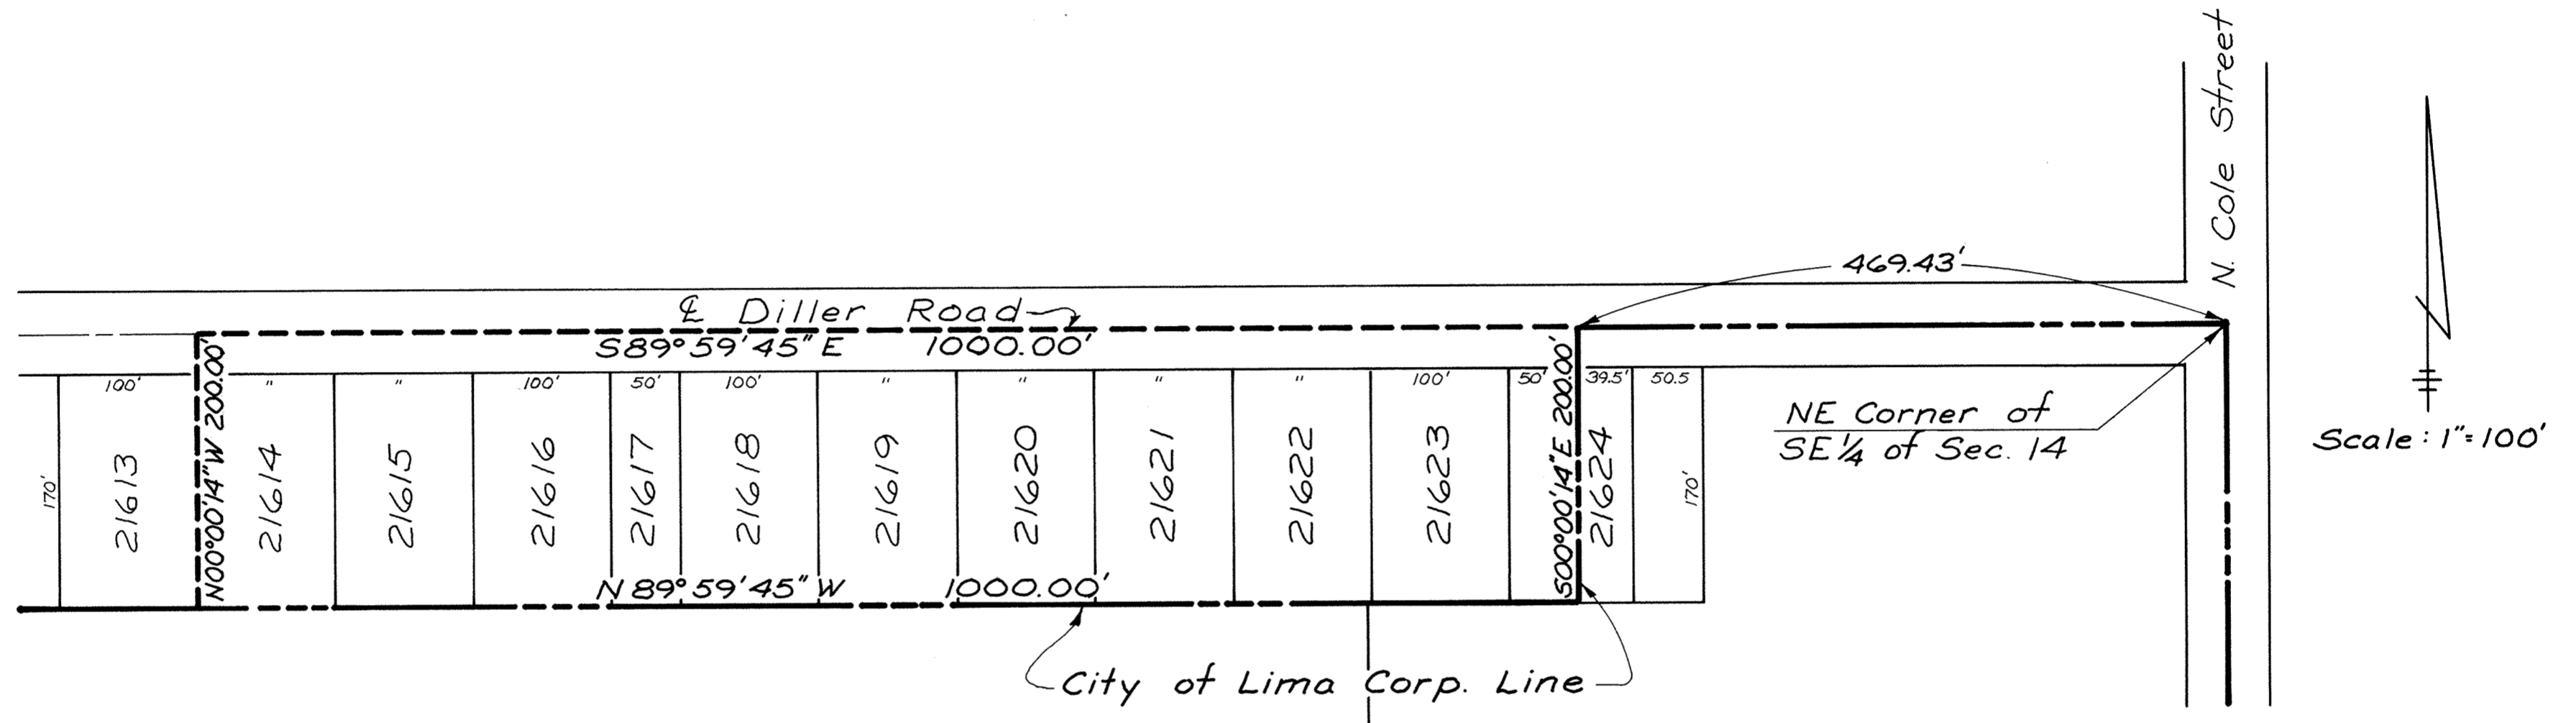 N. Cole Street
469.43'
℄ Diller Road
S89°59'45"E 1000.00'
N00°00'14"W 200.00'
S00°00'14"E 200.00'
100' " " 100' 50' 100' " " " " 100' 50' 39.5' 50.5
170'
21613 21614 21615 21616 21617 21618 21619 21620 21621 21622 21623 21624
170'
NE Corner of
SE ¼ of Sec. 14
Scale: 1"=100'
N 89°59'45"W 1000.00'
City of Lima Corp. Line